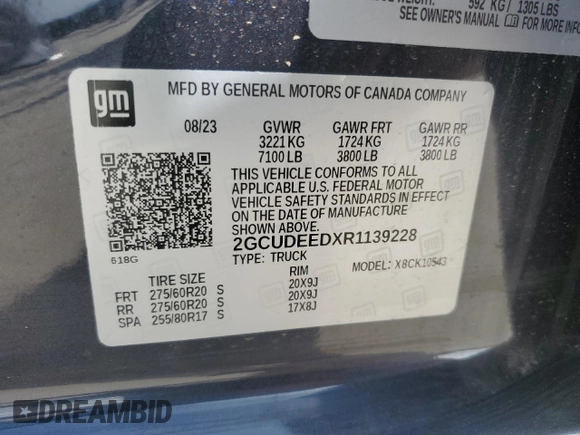 592 KG / 1305 LBS
SEE OWNER'S MANUAL FOR MORE INFO
gm
MFD BY GENERAL MOTORS OF CANADA COMPANY
08/23 GVWR GAWR FRT GAWR RR
3221 KG 1724 KG 1724 KG
7100 LB 3800 LB 3800 LB
THIS VEHICLE CONFORMS TO ALL
APPLICABLE U.S. FEDERAL MOTOR
VEHICLE SAFETY STANDARDS IN EFFECT
ON THE DATE OF MANUFACTURE
SHOWN ABOVE.
618G
2GCUDEEDXR1139228
TYPE: TRUCK MODEL: X8CK10543
TIRE SIZE RIM
FRT 275/60R20 S 20X9J
RR 275/60R20 S 20X9J
SPA 255/80R17 S 17X8J
DREAMBID